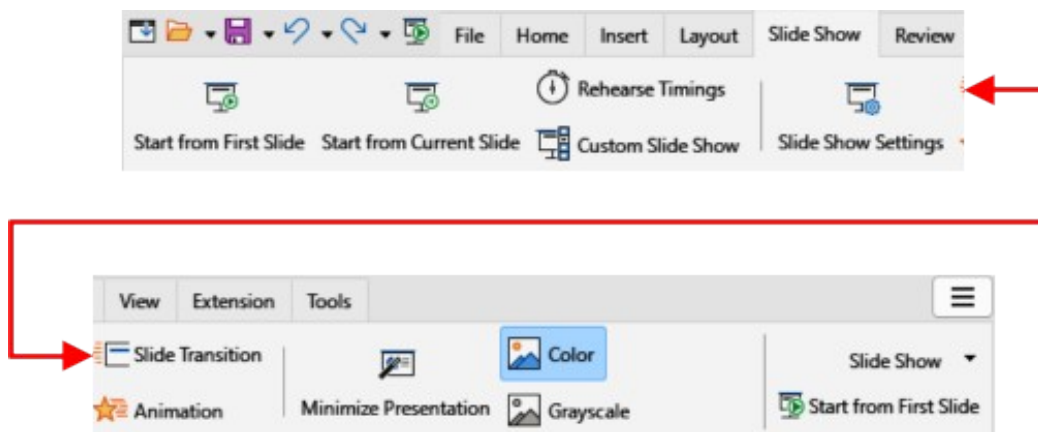 File Home Insert Layout Slide Show Review
Rehearse Timings
Start from First Slide Start from Current Slide Custom Slide Show Slide Show Settings
View Extension Tools
Slide Transition Color Slide Show
Animation Minimize Presentation Grayscale Start from First Slide